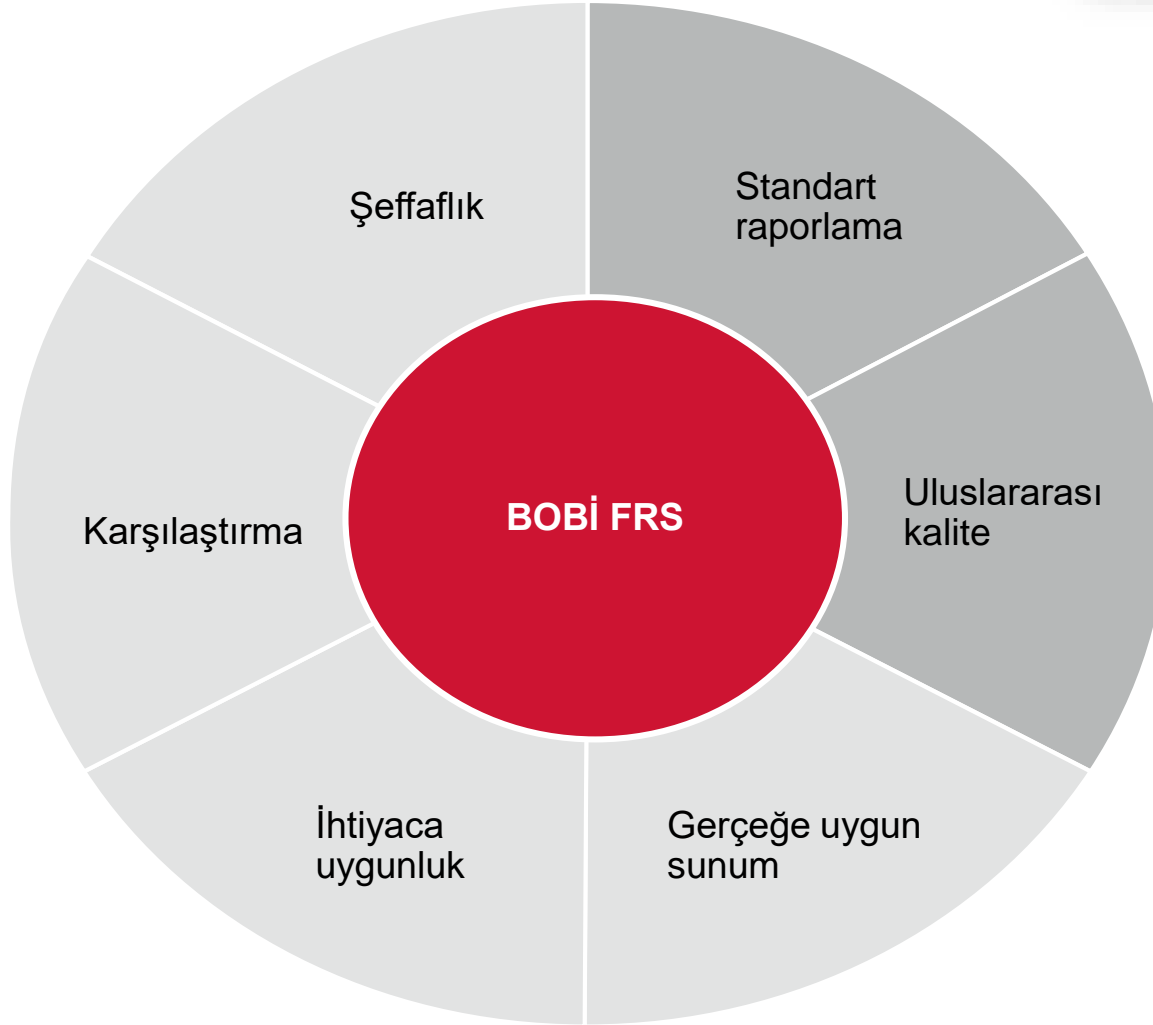 Şeffaflık
Standart
raporlama
Karşılaştırma
BOBİ FRS
Uluslararası
kalite
İhtiyaca
uygunluk
Gerçeğe uygun
sunum